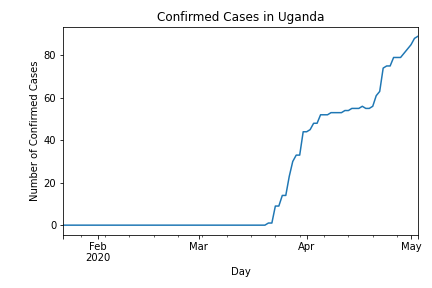 Confirmed Cases in Uganda
Number of Confirmed Cases
80
60
40
20
0
Feb
2020
Mar
Apr
May
Day